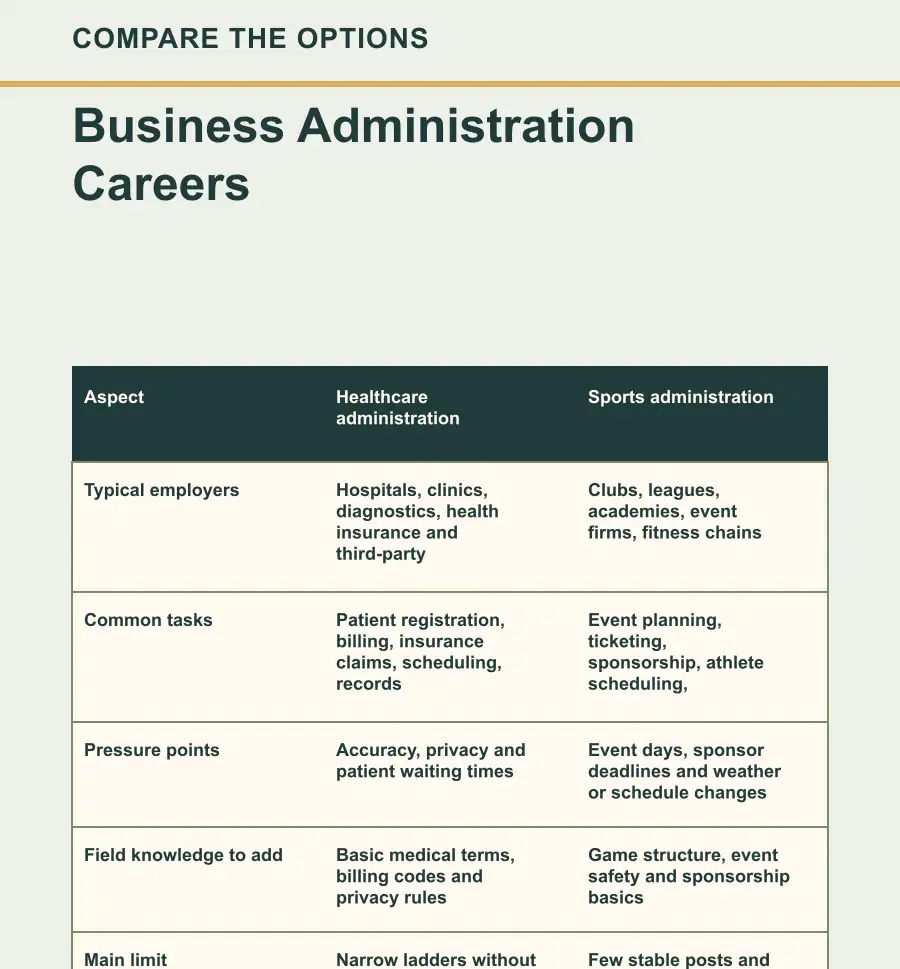 COMPARE THE OPTIONS
Business Administration
Careers
Aspect
Healthcare
administration
Sports administration
Typical employers
Hospitals, clinics,
diagnostics, health
insurance and
third-party
Clubs, leagues,
academies, event
firms, fitness chains
Common tasks
Patient registration,
billing, insurance
claims, scheduling,
records
Event planning,
ticketing,
sponsorship, athlete
scheduling,
Pressure points
Accuracy, privacy and
patient waiting times
Event days, sponsor
deadlines and weather
or schedule changes
Field knowledge to add
Basic medical terms,
billing codes and
privacy rules
Game structure, event
safety and sponsorship
basics
Main limit
Narrow ladders without
Few stable posts and